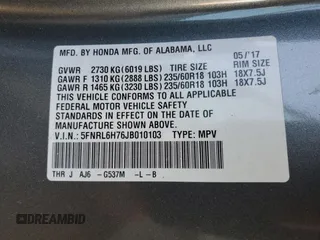 MFD. BY HONDA MFG. OF ALABAMA, LLC
05/'17
GVWR 2730 KG(6019 LBS) TIRE SIZE RIM SIZE
GAWR F 1310 KG(2888 LBS) 235/60R18 103H 18X7.5J
GAWR R 1465 KG(3230 LBS) 235/60R18 103H 18X7.5J
THIS VEHICLE CONFORMS TO ALL APPLICABLE
FEDERAL MOTOR VEHICLE SAFETY
STANDARDS IN EFFECT ON THE DATE OF
MANUFACTURE SHOWN ABOVE.
V.I.N: 5FNRL6H76JB010103 TYPE: MPV
THR J AJ6 -G537M -L-B
DREAMBID